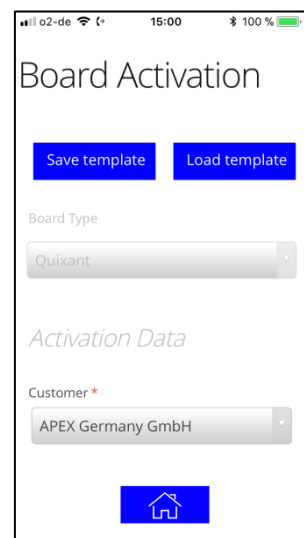 o2-de 15:00 100 %
Board Activation
Save template Load template
Board Type
Quixant
Activation Data
Customer *
APEX Germany GmbH